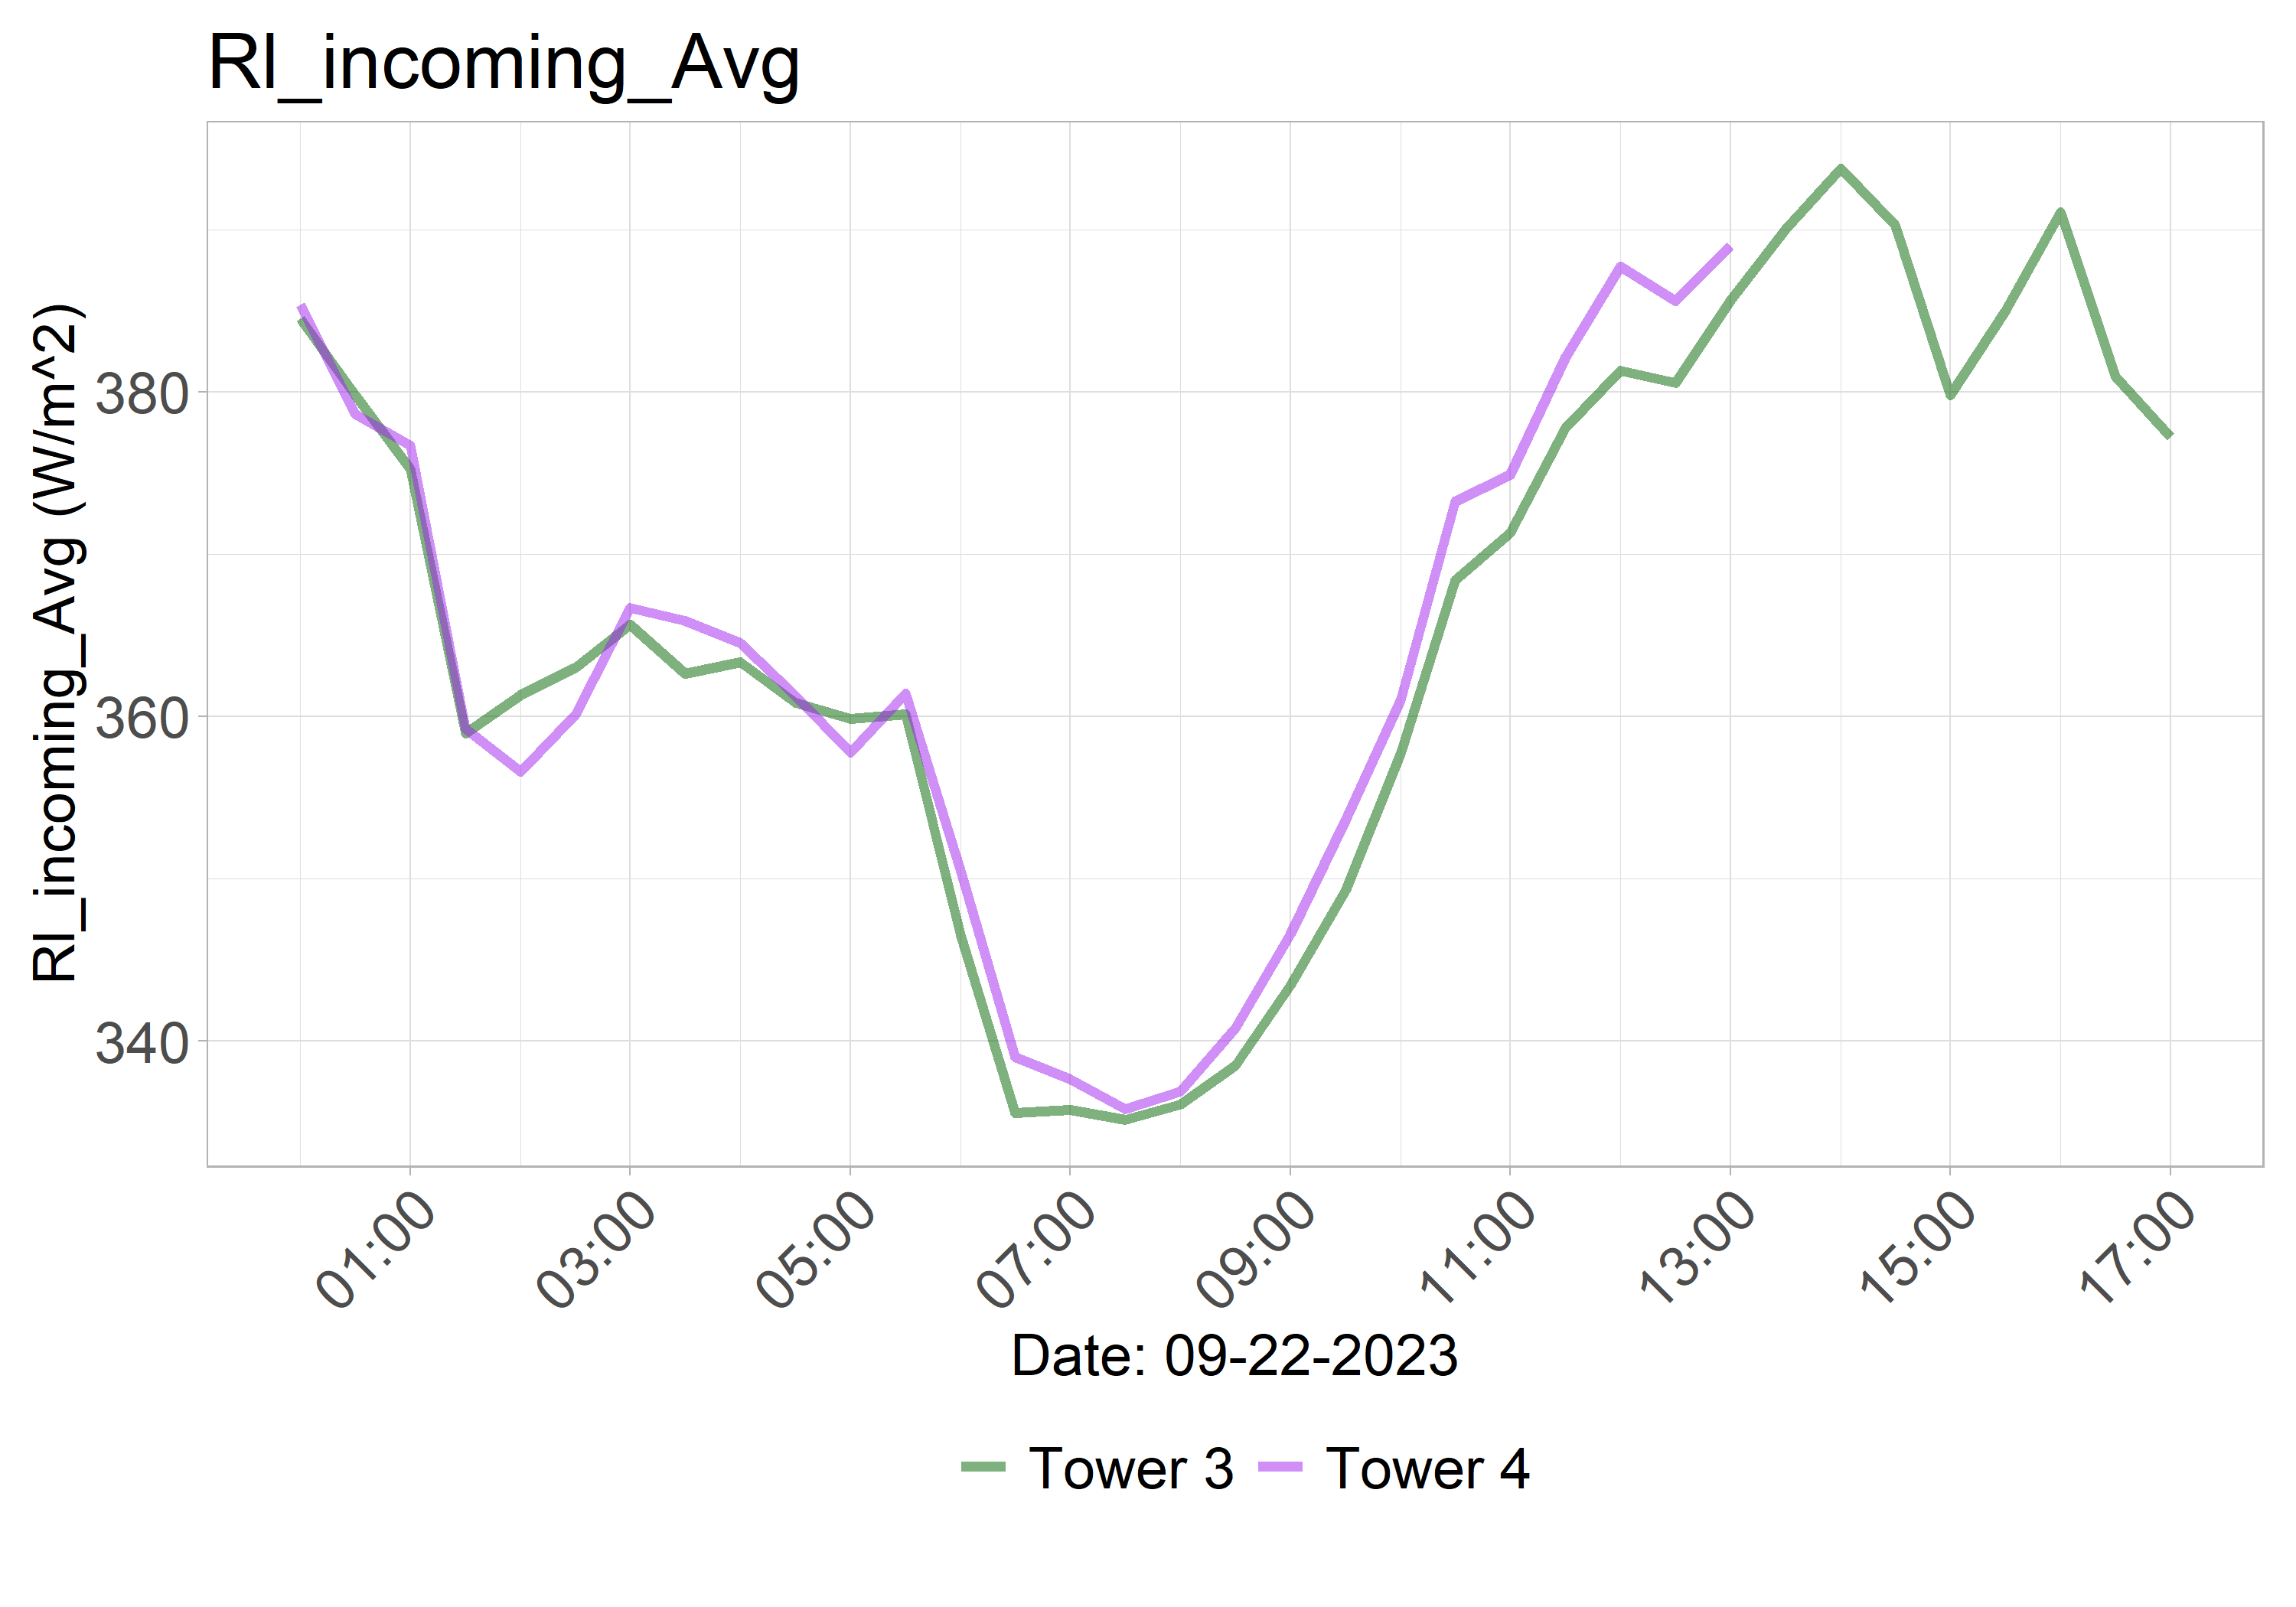 Rl_incoming_Avg
Rl_incoming_Avg (W/m^2)
380
360
340
01:00 03:00 05:00 07:00 09:00 11:00 13:00 15:00 17:00
Date: 09-22-2023
Tower 3 Tower 4